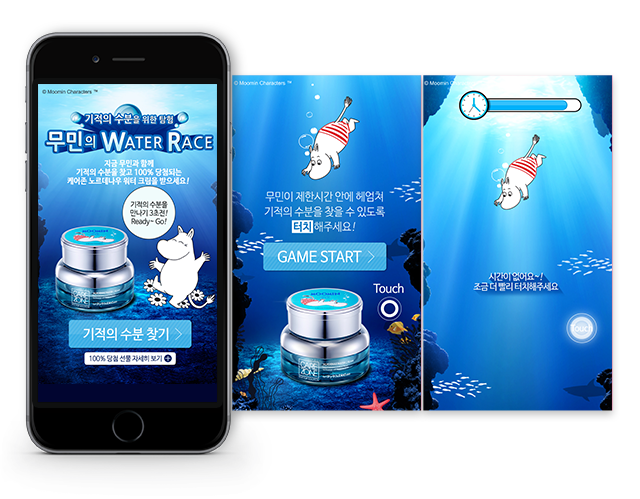 © Moomin Characters ™
기적의 수분을 위한 탐험
무민의 WATER RACE
지금 무민과 함께
기적의 수분을 찾고 100% 당첨되는
케어존 노르데나우 워터 크림을 받으세요!
기적의 수분을
만나기 3초전!
Ready~ Go!
CARE
ZONE
기적의 수분 찾기
100% 당첨 선물 자세히 보기
© Moomin Characters ™
무민이 제한시간 안에 헤엄쳐
기적의 수분을 찾을 수 있도록
터치해주세요!
GAME START
Touch
CARE
ZONE
© Moomin Characters ™
시간이 없어요~!
조금 더 빨리 터치해주세요
Touch